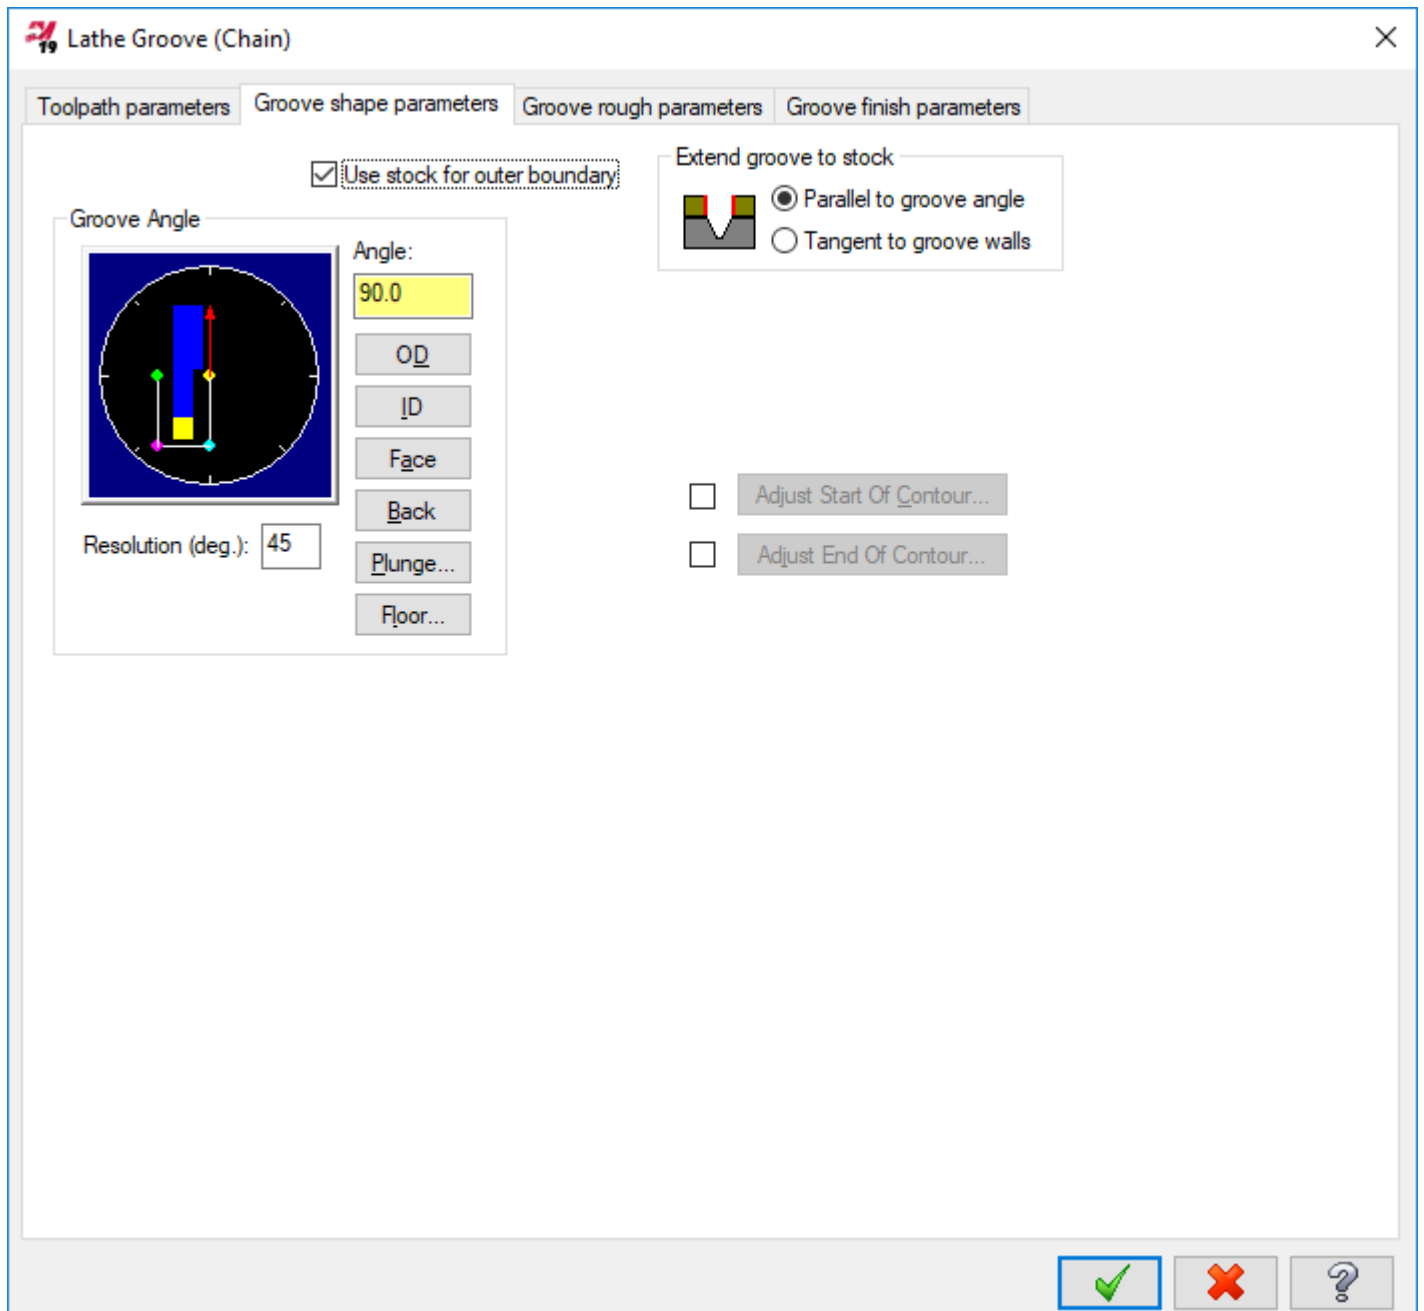 19 Lathe Groove (Chain)
Toolpath parameters Groove shape parameters Groove rough parameters Groove finish parameters
Use stock for outer boundary
Extend groove to stock
Parallel to groove angle
Tangent to groove walls
Groove Angle
Angle:
90.0
OD
ID
Face
Back
Plunge...
Floor...
Resolution (deg.): 45
Adjust Start Of Contour...
Adjust End Of Contour...